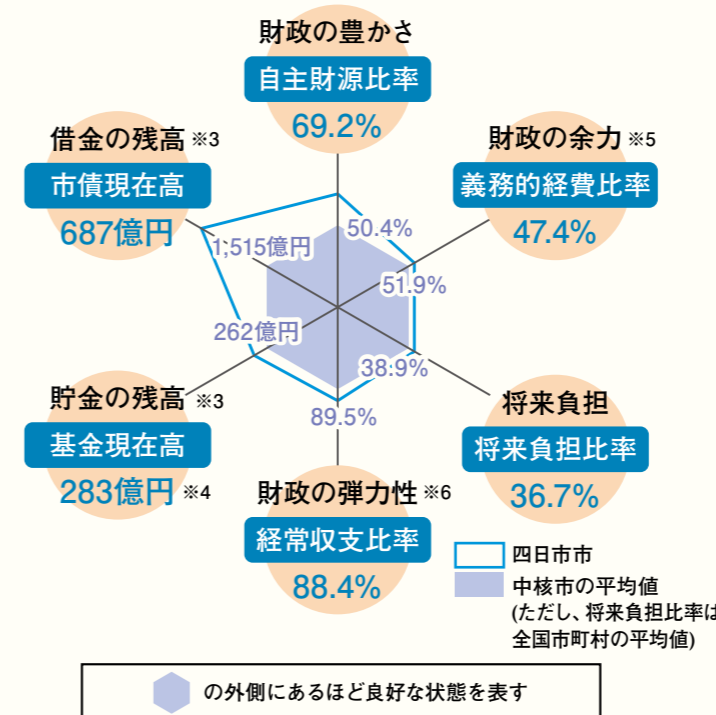 財政の豊かさ
自主財源比率
69.2%
借金の残高 ※3
市債現在高
687億円
財政の余力 ※5
義務的経費比率
47.4%
50.4%
1,515億円
51.9%
262億円
38.9%
89.5%
貯金の残高 ※3
基金現在高
283億円 ※4
将来負担
将来負担比率
36.7%
財政の弾力性 ※6
経常収支比率
88.4%
四日市市
中核市の平均値
(ただし、将来負担比率は
全国市町村の平均値)
の外側にあるほど良好な状態を表す